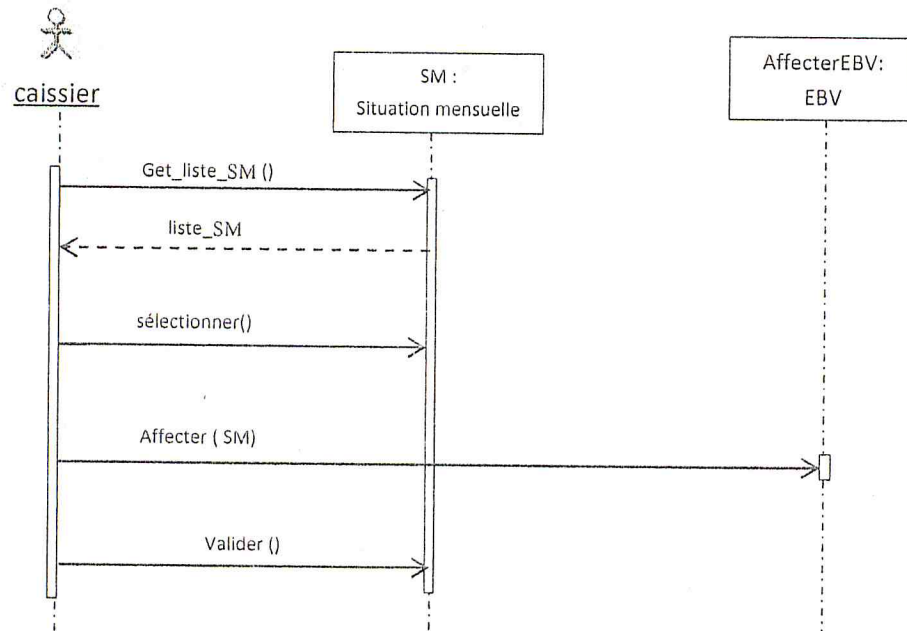 caissier
SM :
Situation mensuelle
AffecterEBV:
EBV
Get_liste_SM ()
liste_SM
sélectionner()
Affecter ( SM)
Valider ()